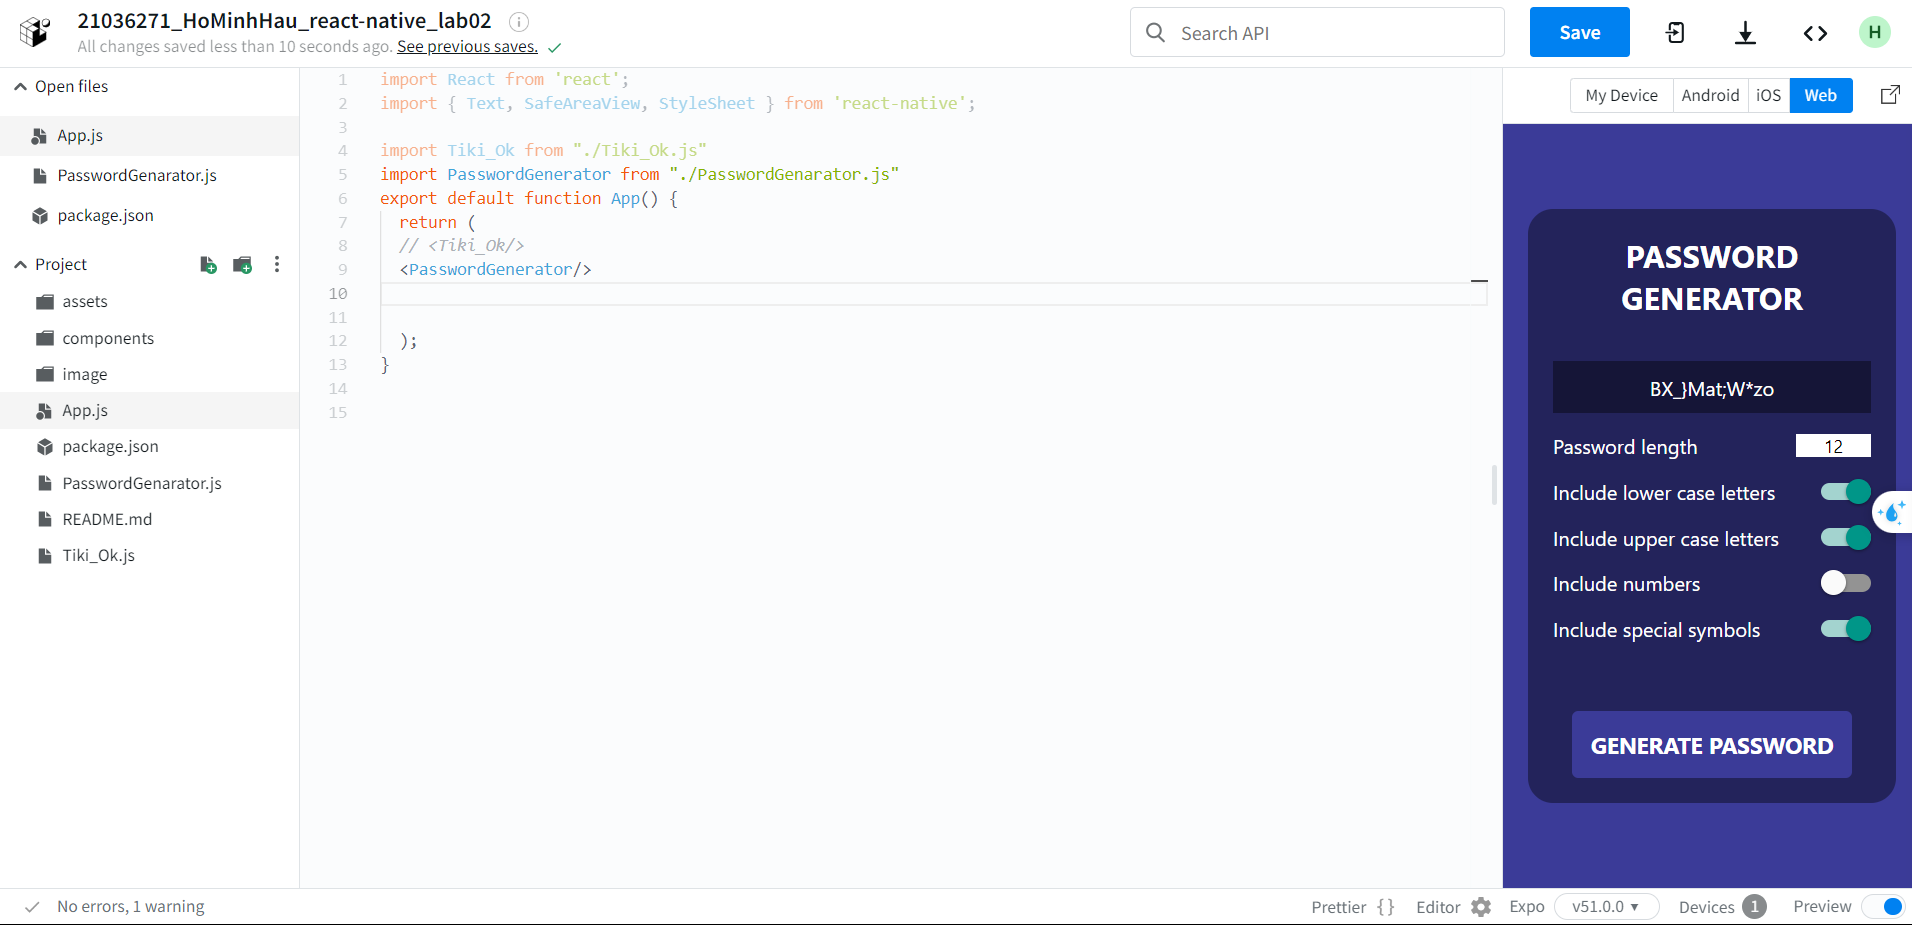 21036271_HoMinhHau_react-native_lab02
All changes saved less than 10 seconds ago. See previous saves.
Search API
Save
H
Open files
App.js
PasswordGenarator.js
package.json
Project
assets
components
image
App.js
package.json
PasswordGenarator.js
README.md
Tiki_Ok.js
1 import React from 'react';
2 import { Text, SafeAreaView, StyleSheet } from 'react-native';
3
4 import Tiki_Ok from "./Tiki_Ok.js"
5 import PasswordGenerator from "./PasswordGenarator.js"
6 export default function App() {
7 return (
8 // <Tiki_Ok/>
9 <PasswordGenerator/>
10
11
12 );
13 }
14
15
My Device Android iOS Web
PASSWORD
GENERATOR
BX_}Mat;W*zo
Password length 12
Include lower case letters
Include upper case letters
Include numbers
Include special symbols
GENERATE PASSWORD
No errors, 1 warning
Prettier {} Editor Expo v51.0.0 Devices 1 Preview